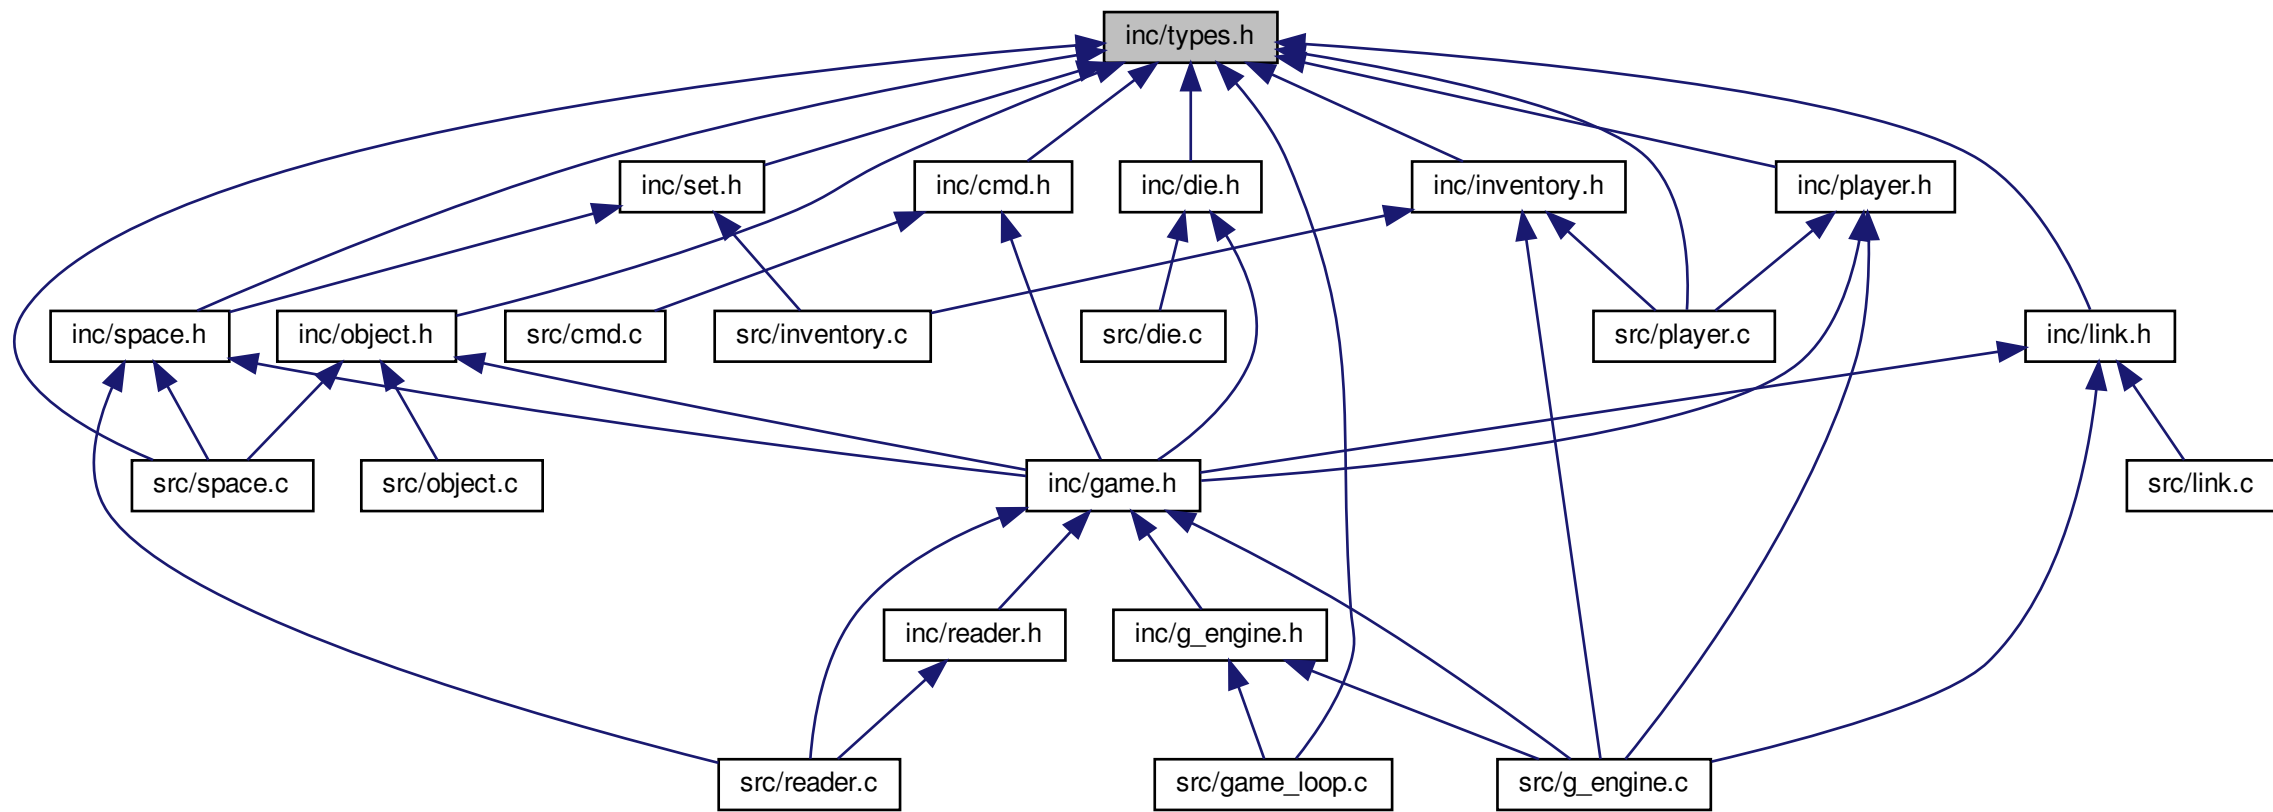 inc/types.h
inc/set.h
inc/cmd.h
inc/die.h
inc/inventory.h
inc/player.h
inc/space.h
inc/object.h
src/cmd.c
src/inventory.c
src/die.c
src/player.c
inc/link.h
src/space.c
src/object.c
inc/game.h
src/link.c
inc/reader.h
inc/g_engine.h
src/reader.c
src/game_loop.c
src/g_engine.c